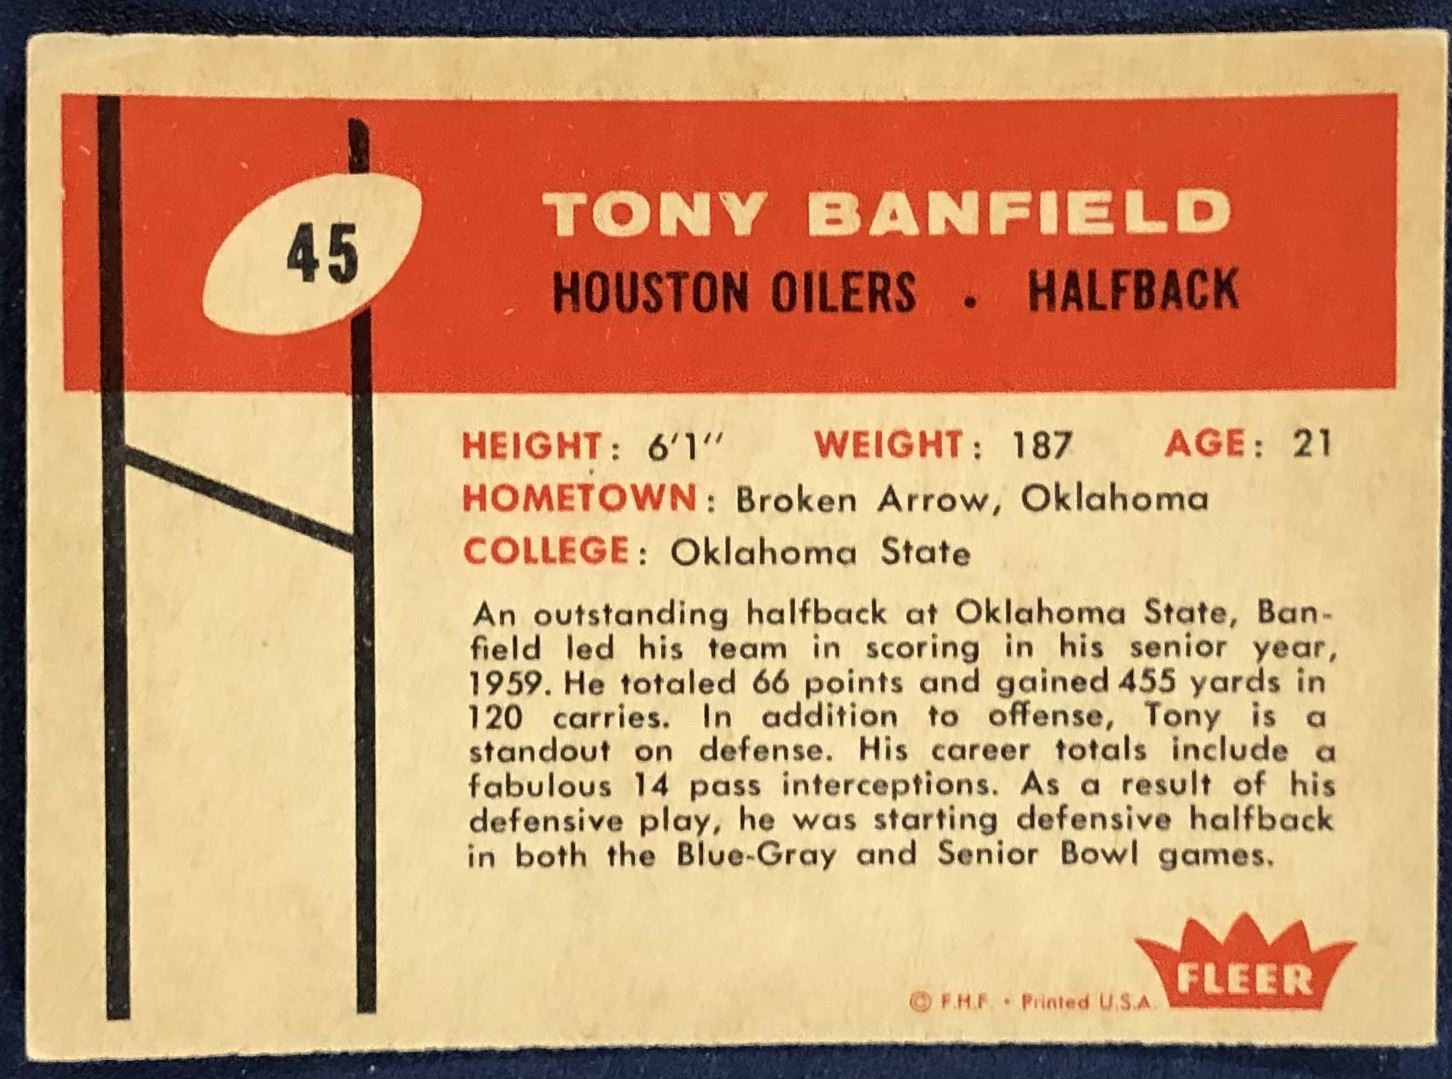 45
TONY BANFIELD
HOUSTON OILERS . HALFBACK
HEIGHT: 6'1" WEIGHT: 187 AGE: 21
HOMETOWN: Broken Arrow, Oklahoma
COLLEGE: Oklahoma State
An outstanding halfback at Oklahoma State, Ban-
field led his team in scoring in his senior year,
1959. He totaled 66 points and gained 455 yards in
120 carries. In addition to offense, Tony is a
standout on defense. His career totals include a
fabulous 14 pass interceptions. As a result of his
defensive play, he was starting defensive halfback
in both the Blue-Gray and Senior Bowl games.
FLEER
© F.H.F. • Printed U.S.A.